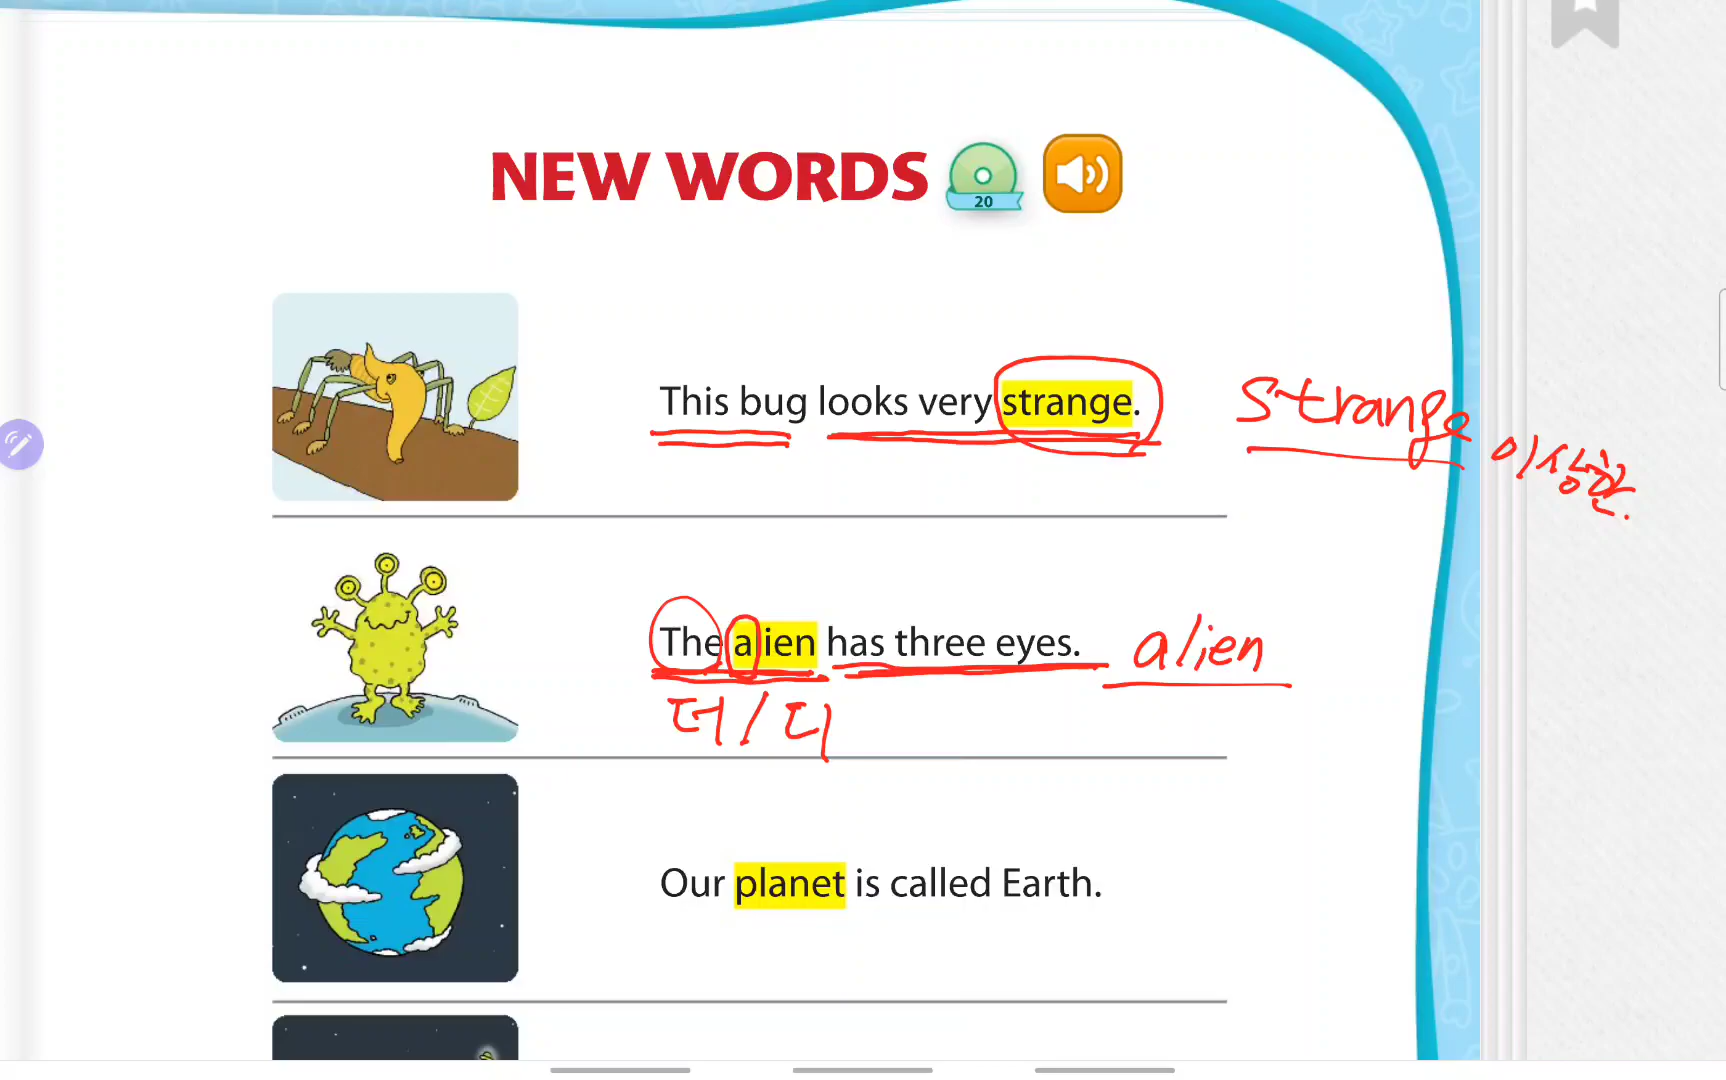 NEW WORDS
20
This bug looks very strange.
strange
이상한.
The alien has three eyes.
alien
더 / 디
Our planet is called Earth.